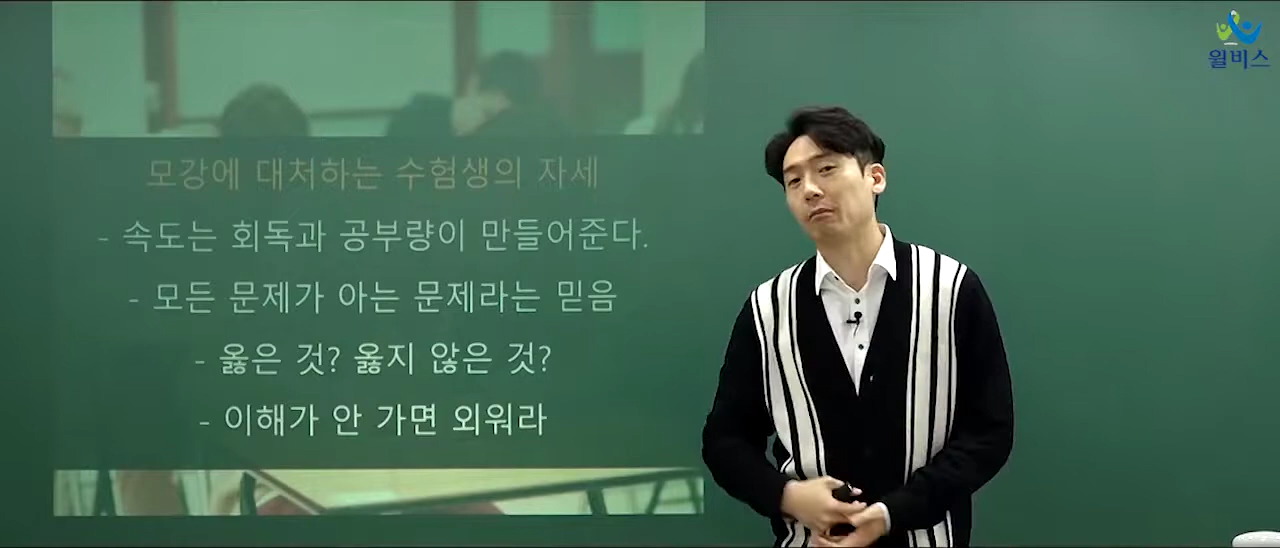 윌비스
모강에 대처하는 수험생의 자세
- 속도는 회독과 공부량이 만들어준다.
- 모든 문제가 아는 문제라는 믿음
- 옳은 것? 옳지 않은 것?
- 이해가 안 가면 외워라